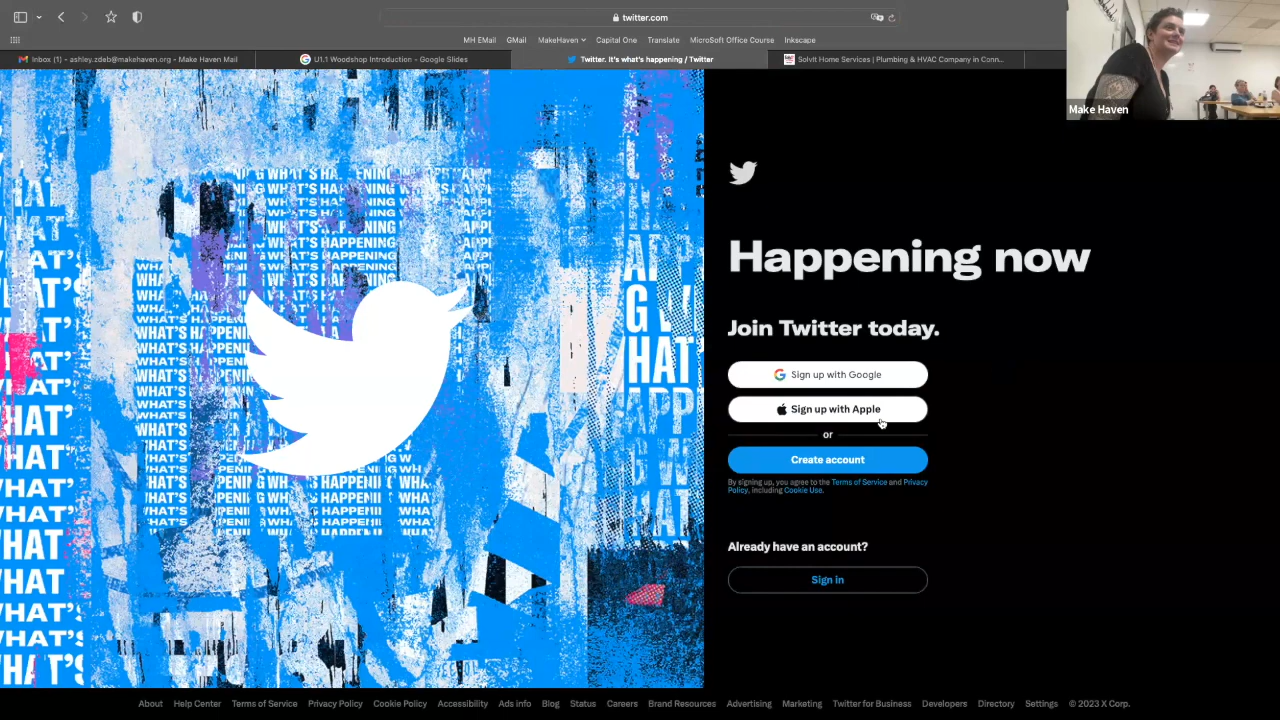 twitter.com
MH EMail
GMail
MakeHaven
Capital One
Translate
MicroSoft Office Course
Inkscape
Inbox (1) – ashley.zdeb@makehaven.org – Make Haven Mail
U1.1 Woodshop Introduction - Google Slides
Twitter. It's what's happening / Twitter
SolvIt Home Services | Plumbing & HVAC Company in Conn...
Make Haven
WHAT'S HAPPENING
Happening now
Join Twitter today.
Sign up with Google
Sign up with Apple
or
Create account
By signing up, you agree to the Terms of Service and Privacy
Policy, including Cookie Use.
Already have an account?
Sign in
About Help Center Terms of Service Privacy Policy Cookie Policy Accessibility Ads info Blog Status Careers Brand Resources Advertising Marketing Twitter for Business Developers Directory Settings © 2023 X Corp.